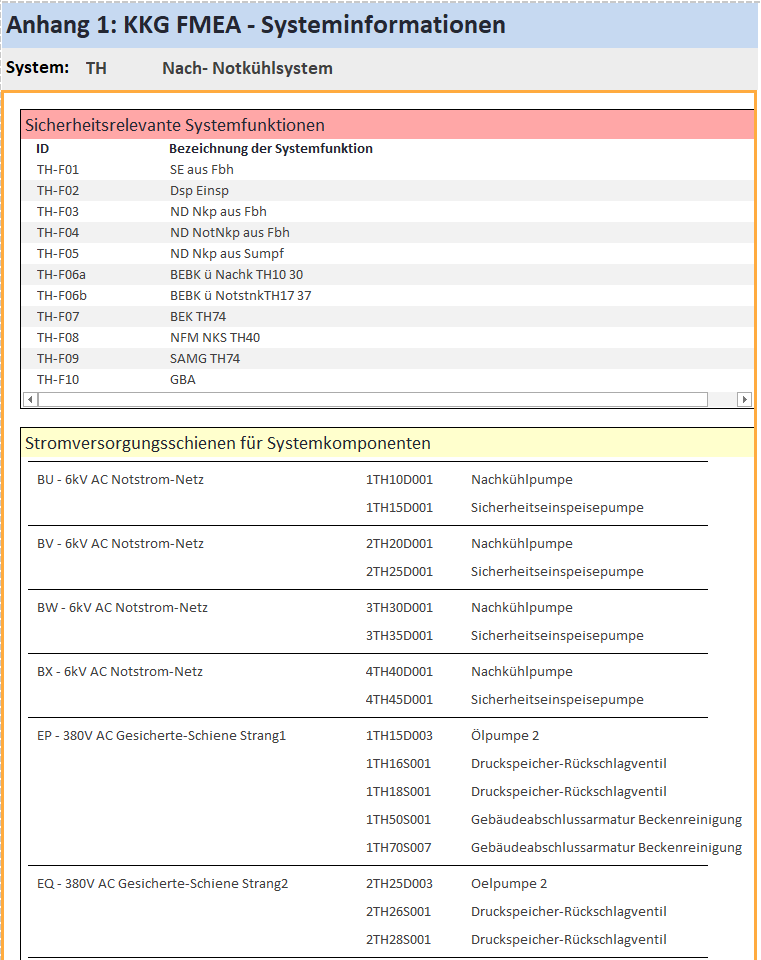 Anhang 1: KKG FMEA - Systeminformationen
System: TH Nach- Notkühlsystem
Sicherheitsrelevante Systemfunktionen
ID Bezeichnung der Systemfunktion
TH-F01 SE aus Fbh
TH-F02 Dsp Einsp
TH-F03 ND Nkp aus Fbh
TH-F04 ND NotNkp aus Fbh
TH-F05 ND Nkp aus Sumpf
TH-F06a BEBK ü Nachk TH10 30
TH-F06b BEBK ü NotstnkTH17 37
TH-F07 BEK TH74
TH-F08 NFM NKS TH40
TH-F09 SAMG TH74
TH-F10 GBA
Stromversorgungsschienen für Systemkomponenten
BU - 6kV AC Notstrom-Netz 1TH10D001 Nachkühlpumpe
1TH15D001 Sicherheitseinspeisepumpe
BV - 6kV AC Notstrom-Netz 2TH20D001 Nachkühlpumpe
2TH25D001 Sicherheitseinspeisepumpe
BW - 6kV AC Notstrom-Netz 3TH30D001 Nachkühlpumpe
3TH35D001 Sicherheitseinspeisepumpe
BX - 6kV AC Notstrom-Netz 4TH40D001 Nachkühlpumpe
4TH45D001 Sicherheitseinspeisepumpe
EP - 380V AC Gesicherte-Schiene Strang1 1TH15D003 Ölpumpe 2
1TH16S001 Druckspeicher-Rückschlagventil
1TH18S001 Druckspeicher-Rückschlagventil
1TH50S001 Gebäudeabschlussarmatur Beckenreinigung
1TH70S007 Gebäudeabschlussarmatur Beckenreinigung
EQ - 380V AC Gesicherte-Schiene Strang2 2TH25D003 Oelpumpe 2
2TH26S001 Druckspeicher-Rückschlagventil
2TH28S001 Druckspeicher-Rückschlagventil